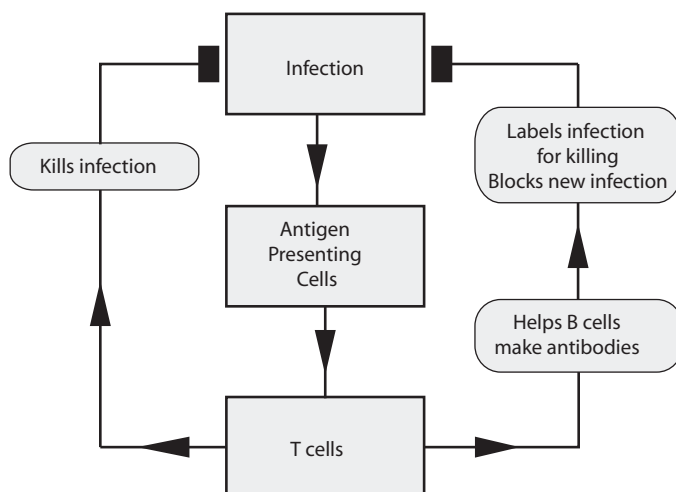 Infection
Kills infection
Labels infection
for killing
Blocks new infection
Antigen
Presenting
Cells
Helps B cells
make antibodies
T cells